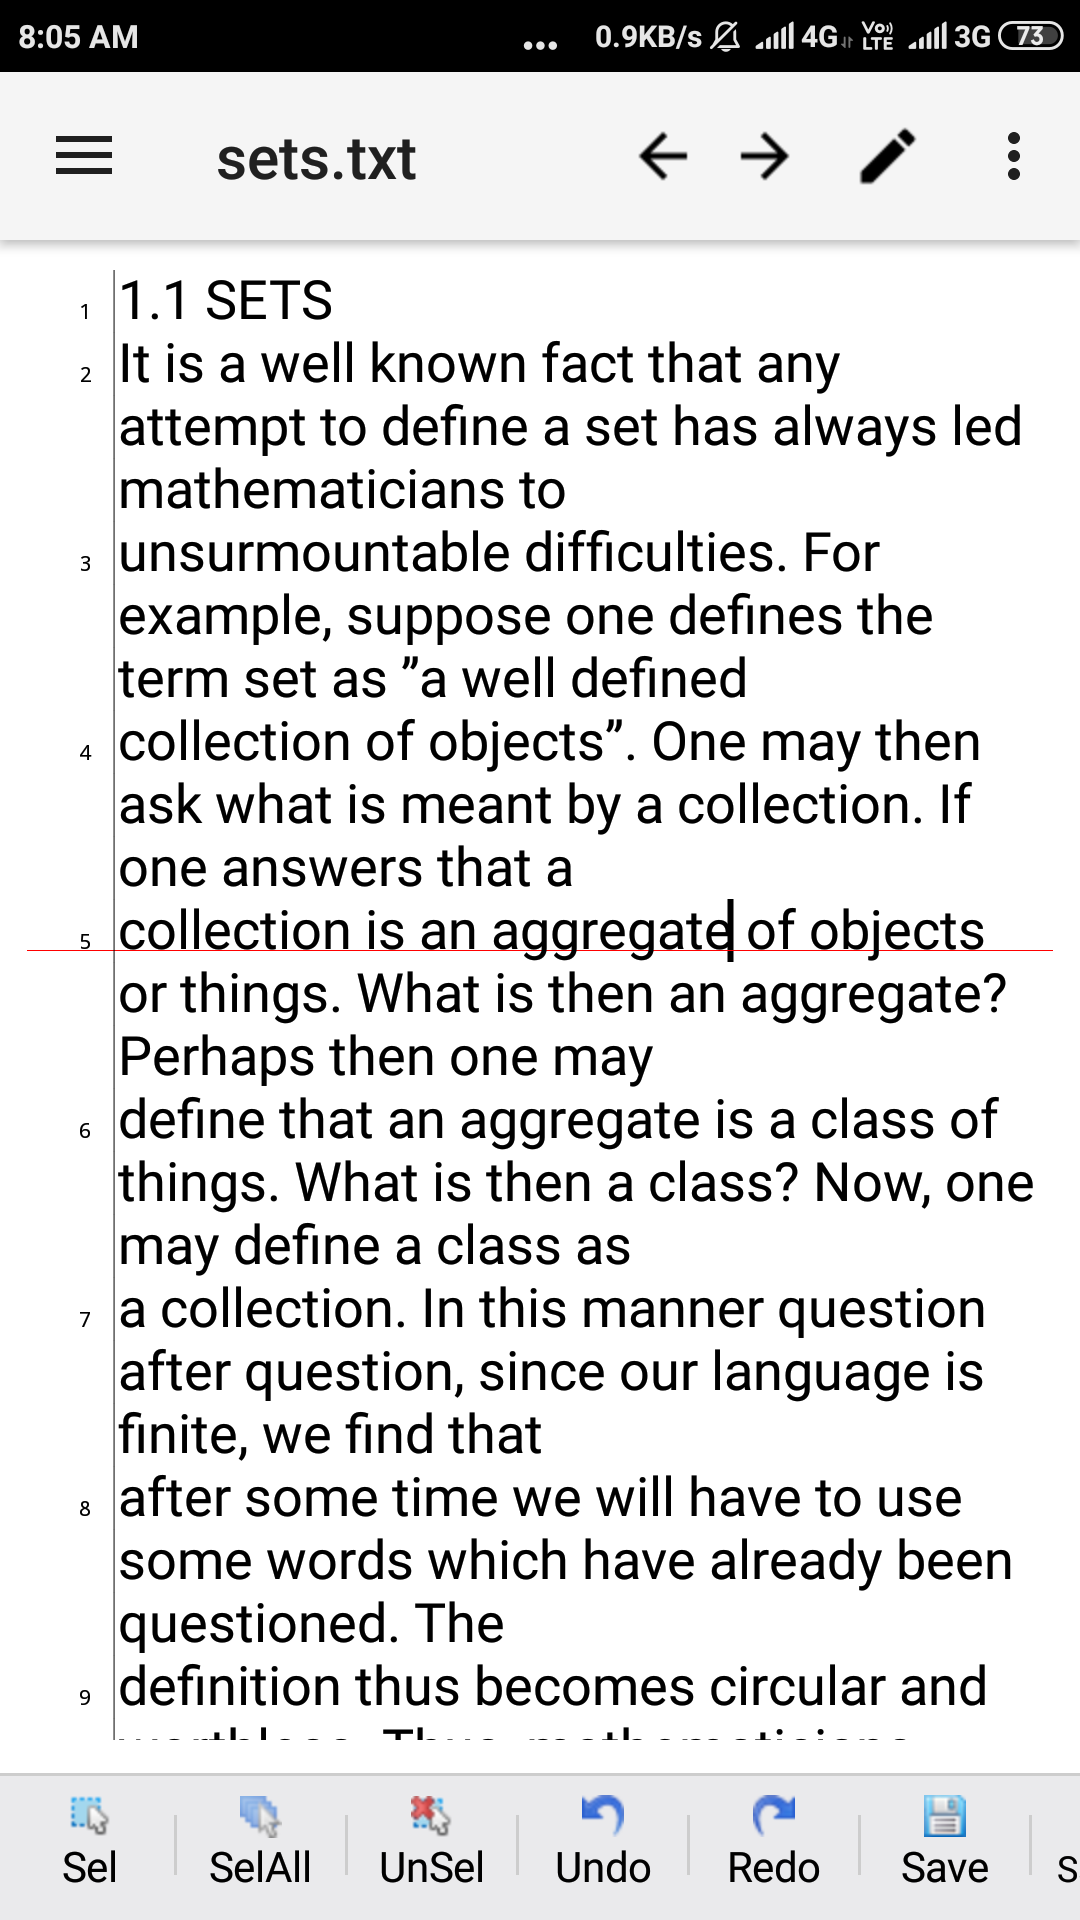 8:05 AM ... 0.9KB/s 4G VoLTE 3G 73
sets.txt
1 1.1 SETS
2 It is a well known fact that any
attempt to define a set has always led
mathematicians to
3 unsurmountable difficulties. For
example, suppose one defines the
term set as ”a well defined
4 collection of objects”. One may then
ask what is meant by a collection. If
one answers that a
5 collection is an aggregate of objects
or things. What is then an aggregate?
Perhaps then one may
6 define that an aggregate is a class of
things. What is then a class? Now, one
may define a class as
7 a collection. In this manner question
after question, since our language is
finite, we find that
8 after some time we will have to use
some words which have already been
questioned. The
9 definition thus becomes circular and
worthless. Thus, mathematicians
Sel SelAll UnSel Undo Redo Save S